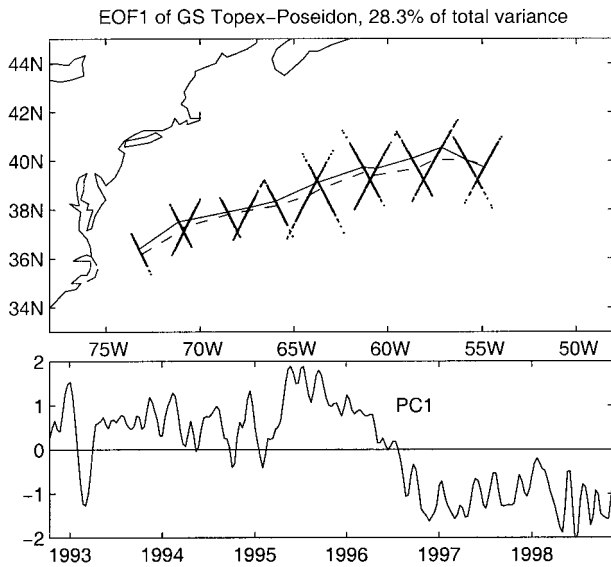 EOF1 of GS Topex-Poseidon, 28.3% of total variance
44N
42N
40N
38N
36N
34N
75W 70W 65W 60W 55W 50W
2
1
0
-1
-2
PC1
1993 1994 1995 1996 1997 1998